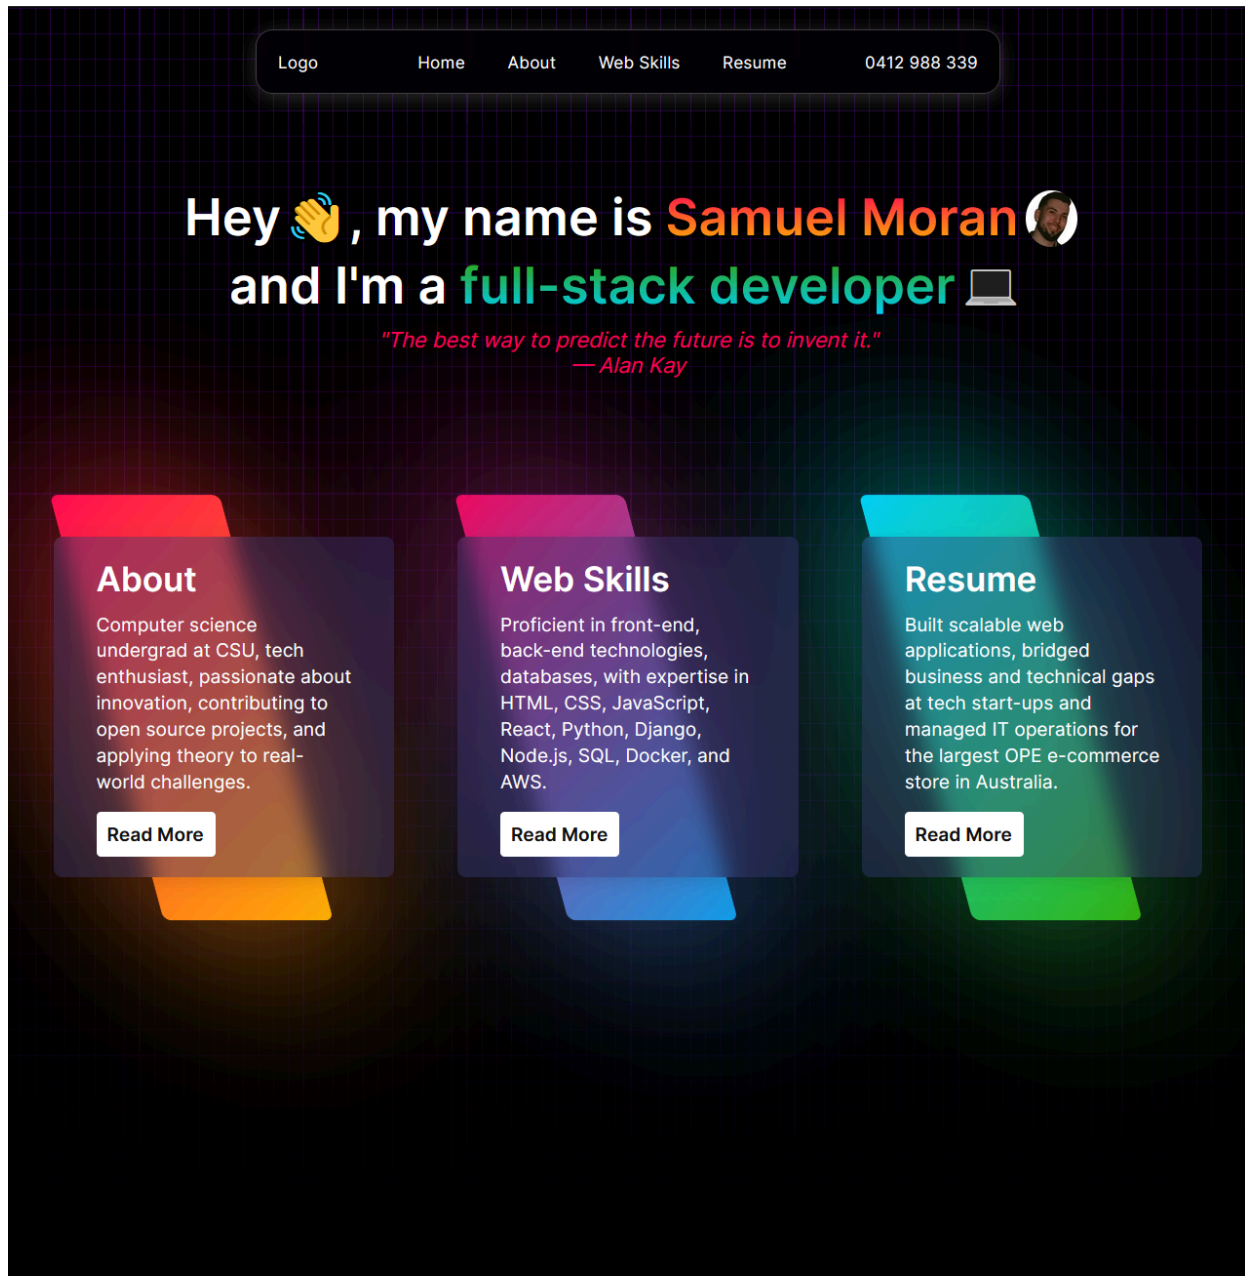 Logo Home About Web Skills Resume 0412 988 339
Hey 👋, my name is Samuel Moran
and I'm a full-stack developer 💻
"The best way to predict the future is to invent it."
— Alan Kay
About
Computer science
undergrad at CSU, tech
enthusiast, passionate about
innovation, contributing to
open source projects, and
applying theory to real-
world challenges.
Read More
Web Skills
Proficient in front-end,
back-end technologies,
databases, with expertise in
HTML, CSS, JavaScript,
React, Python, Django,
Node.js, SQL, Docker, and
AWS.
Read More
Resume
Built scalable web
applications, bridged
business and technical gaps
at tech start-ups and
managed IT operations for
the largest OPE e-commerce
store in Australia.
Read More